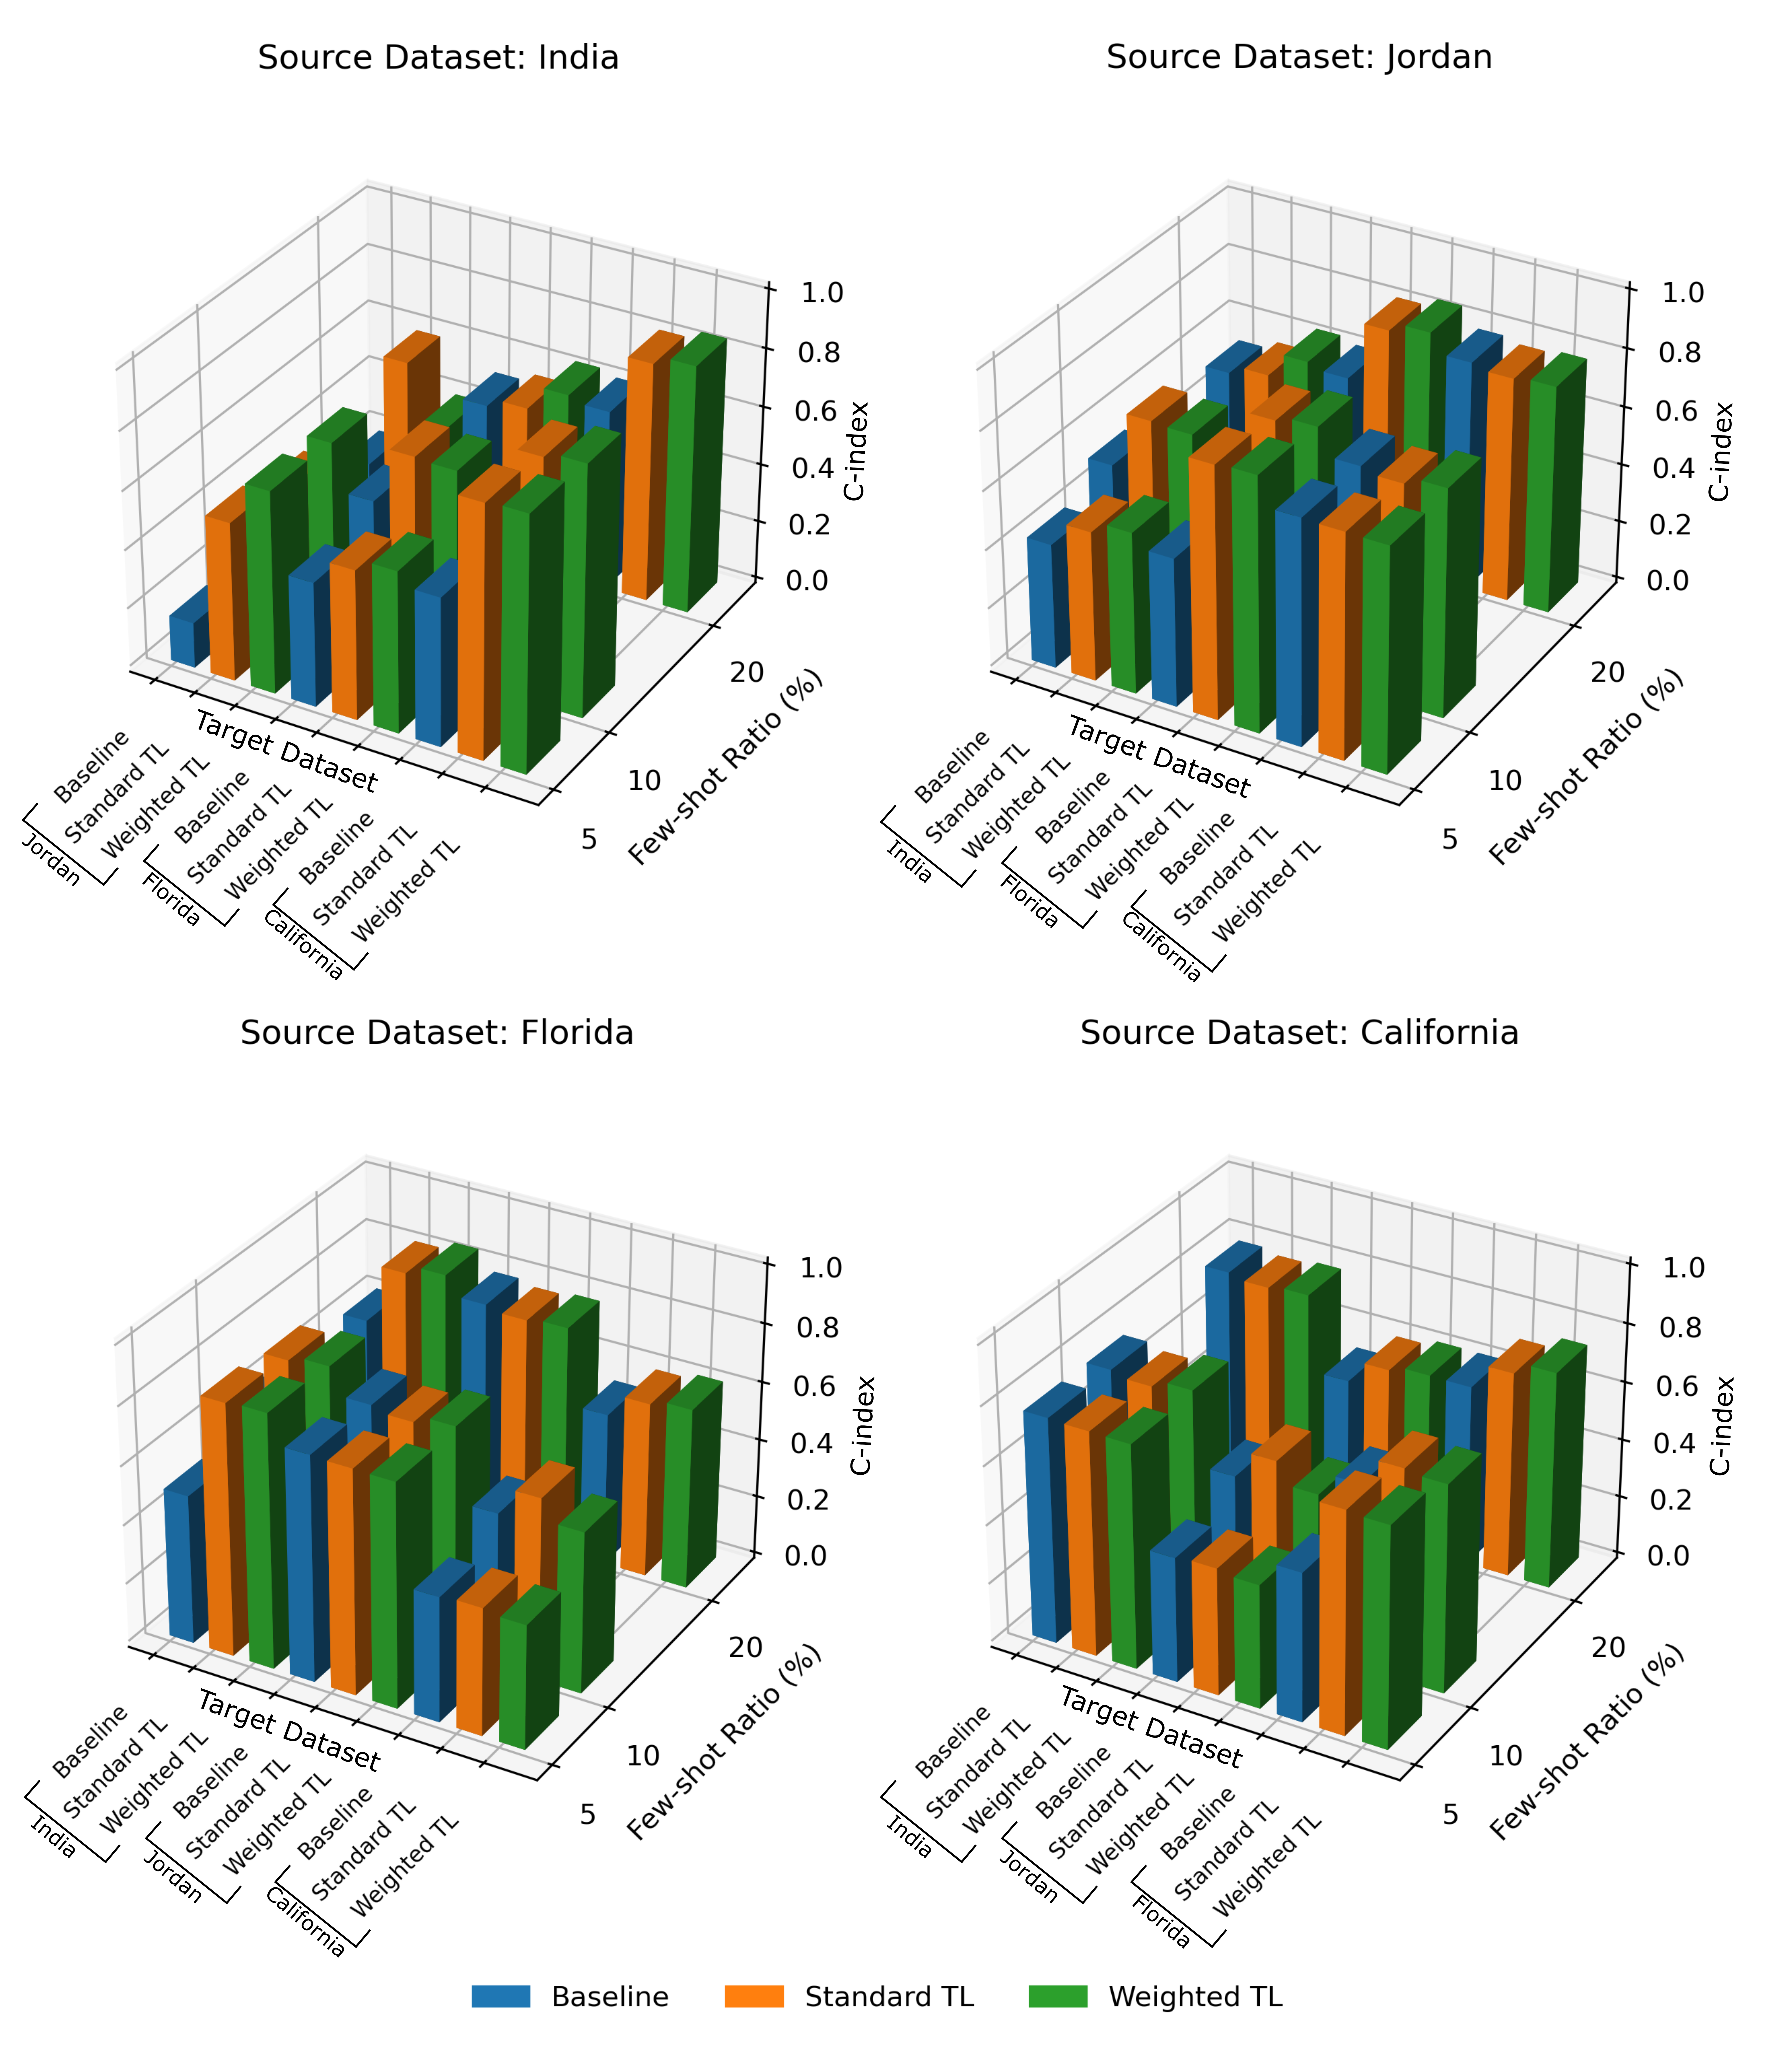 Source Dataset: India
1.0
0.8
0.6
0.4
0.2
0.0
C-index
20
10
5
Few-shot Ratio (%)
Target Dataset
Baseline
Standard TL
Weighted TL
Baseline
Standard TL
Weighted TL
Baseline
Standard TL
Weighted TL
Jordan
Florida
California
Source Dataset: Jordan
1.0
0.8
0.6
0.4
0.2
0.0
C-index
20
10
5
Few-shot Ratio (%)
Target Dataset
Baseline
Standard TL
Weighted TL
Baseline
Standard TL
Weighted TL
Baseline
Standard TL
Weighted TL
India
Florida
California
Source Dataset: Florida
1.0
0.8
0.6
0.4
0.2
0.0
C-index
20
10
5
Few-shot Ratio (%)
Target Dataset
Baseline
Standard TL
Weighted TL
Baseline
Standard TL
Weighted TL
Baseline
Standard TL
Weighted TL
India
Jordan
California
Source Dataset: California
1.0
0.8
0.6
0.4
0.2
0.0
C-index
20
10
5
Few-shot Ratio (%)
Target Dataset
Baseline
Standard TL
Weighted TL
Baseline
Standard TL
Weighted TL
Baseline
Standard TL
Weighted TL
India
Jordan
Florida
Baseline
Standard TL
Weighted TL